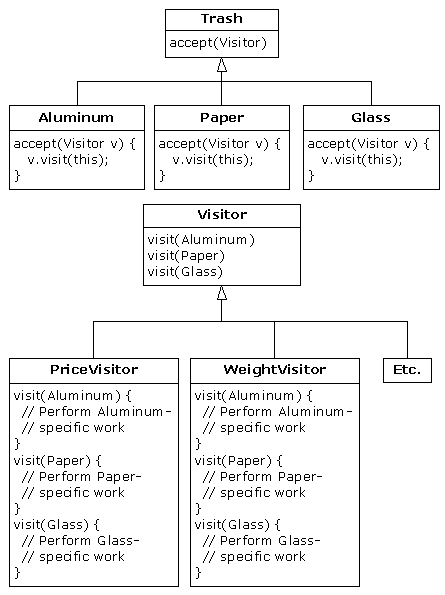 Trash
accept(Visitor)
Aluminum
accept(Visitor v) {
v.visit(this);
}
Paper
accept(Visitor v) {
v.visit(this);
}
Glass
accept(Visitor v) {
v.visit(this);
}
Visitor
visit(Aluminum)
visit(Paper)
visit(Glass)
PriceVisitor
visit(Aluminum) {
// Perform Aluminum-
// specific work
}
visit(Paper) {
// Perform Paper-
// specific work
}
visit(Glass) {
// Perform Glass-
// specific work
}
WeightVisitor
visit(Aluminum) {
// Perform Aluminum-
// specific work
}
visit(Paper) {
// Perform Paper-
// specific work
}
visit(Glass) {
// Perform Glass-
// specific work
}
Etc.